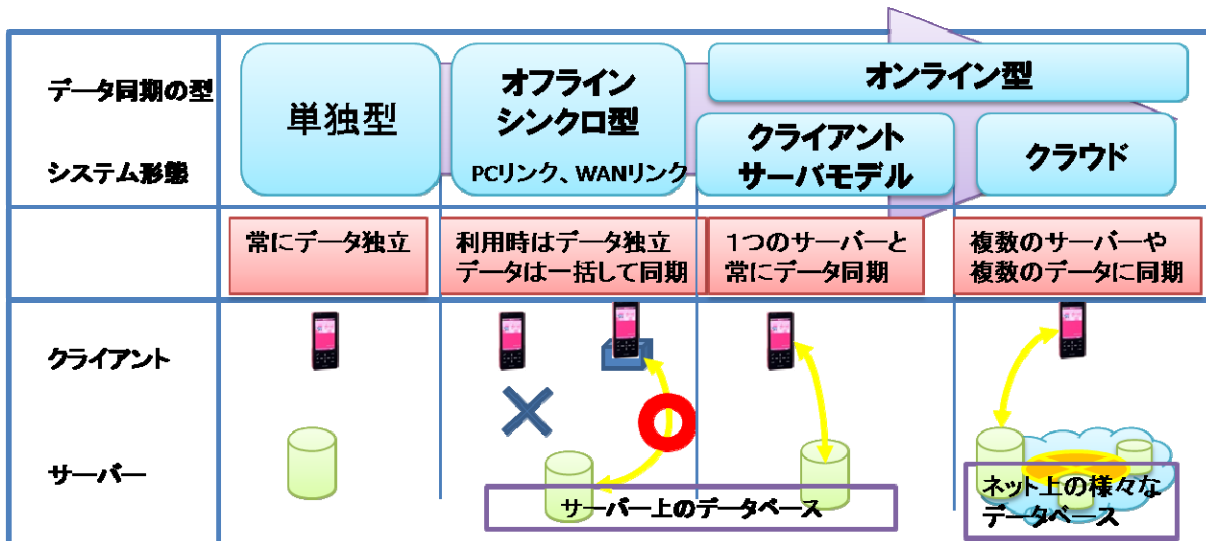 データ同期の型
システム形態
単独型
オフライン
シンクロ型
PCリンク、WANリンク
オンライン型
クライアント
サーバモデル
クラウド
常にデータ独立
利用時はデータ独立
データは一括して同期
1つのサーバーと
常にデータ同期
複数のサーバーや
複数のデータに同期
クライアント
サーバー
サーバー上のデータベース
ネット上の様々な
データベース